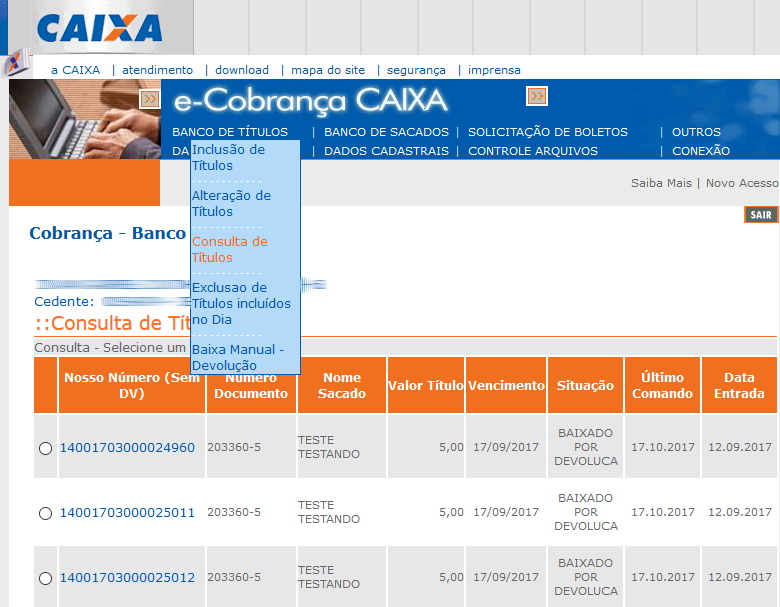 CAIXA
a CAIXA | atendimento | download | mapa do site | segurança | imprensa
e-Cobrança CAIXA
BANCO DE TÍTULOS | BANCO DE SACADOS | SOLICITAÇÃO DE BOLETOS | OUTROS
DA | DADOS CADASTRAIS | CONTROLE ARQUIVOS | CONEXÃO
Inclusão de
Títulos
Alteração de
Títulos
Consulta de
Títulos
Exclusao de
Títulos incluídos
no Dia
Baixa Manual -
Devolução
Saiba Mais | Novo Acesso
SAIR
Cobrança - Banco
Cedente:
::Consulta de Tít
Consulta - Selecione um
Nosso Número (Sem DV) Número Documento Nome Sacado Valor Título Vencimento Situação Último Comando Data Entrada
14001703000024960 203360-5 TESTE TESTANDO 5,00 17/09/2017 BAIXADO POR DEVOLUCA 17.10.2017 12.09.2017
14001703000025011 203360-5 TESTE TESTANDO 5,00 17/09/2017 BAIXADO POR DEVOLUCA 17.10.2017 12.09.2017
14001703000025012 203360-5 TESTE TESTANDO 5,00 17/09/2017 BAIXADO POR DEVOLUCA 17.10.2017 12.09.2017